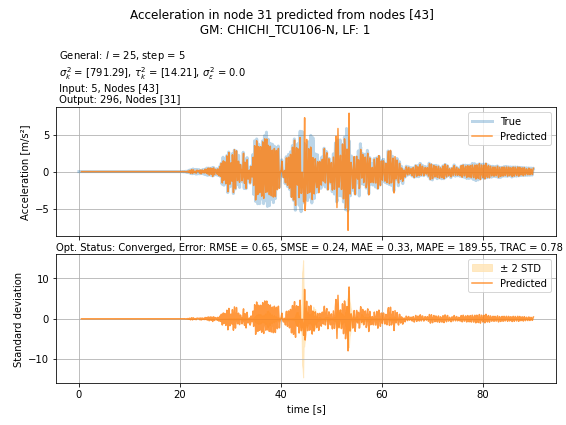 Acceleration in node 31 predicted from nodes [43]
GM: CHICHI_TCU106-N, LF: 1
General: l = 25, step = 5
σ²ₖ = [791.29], τ²ₖ = [14.21], σ²ε = 0.0
Input: 5, Nodes [43]
Output: 296, Nodes [31]
Acceleration [m/s²]
5
0
−5
True
Predicted
Opt. Status: Converged, Error: RMSE = 0.65, SMSE = 0.24, MAE = 0.33, MAPE = 189.55, TRAC = 0.78
Standard deviation
10
0
−10
± 2 STD
Predicted
0 20 40 60 80
time [s]